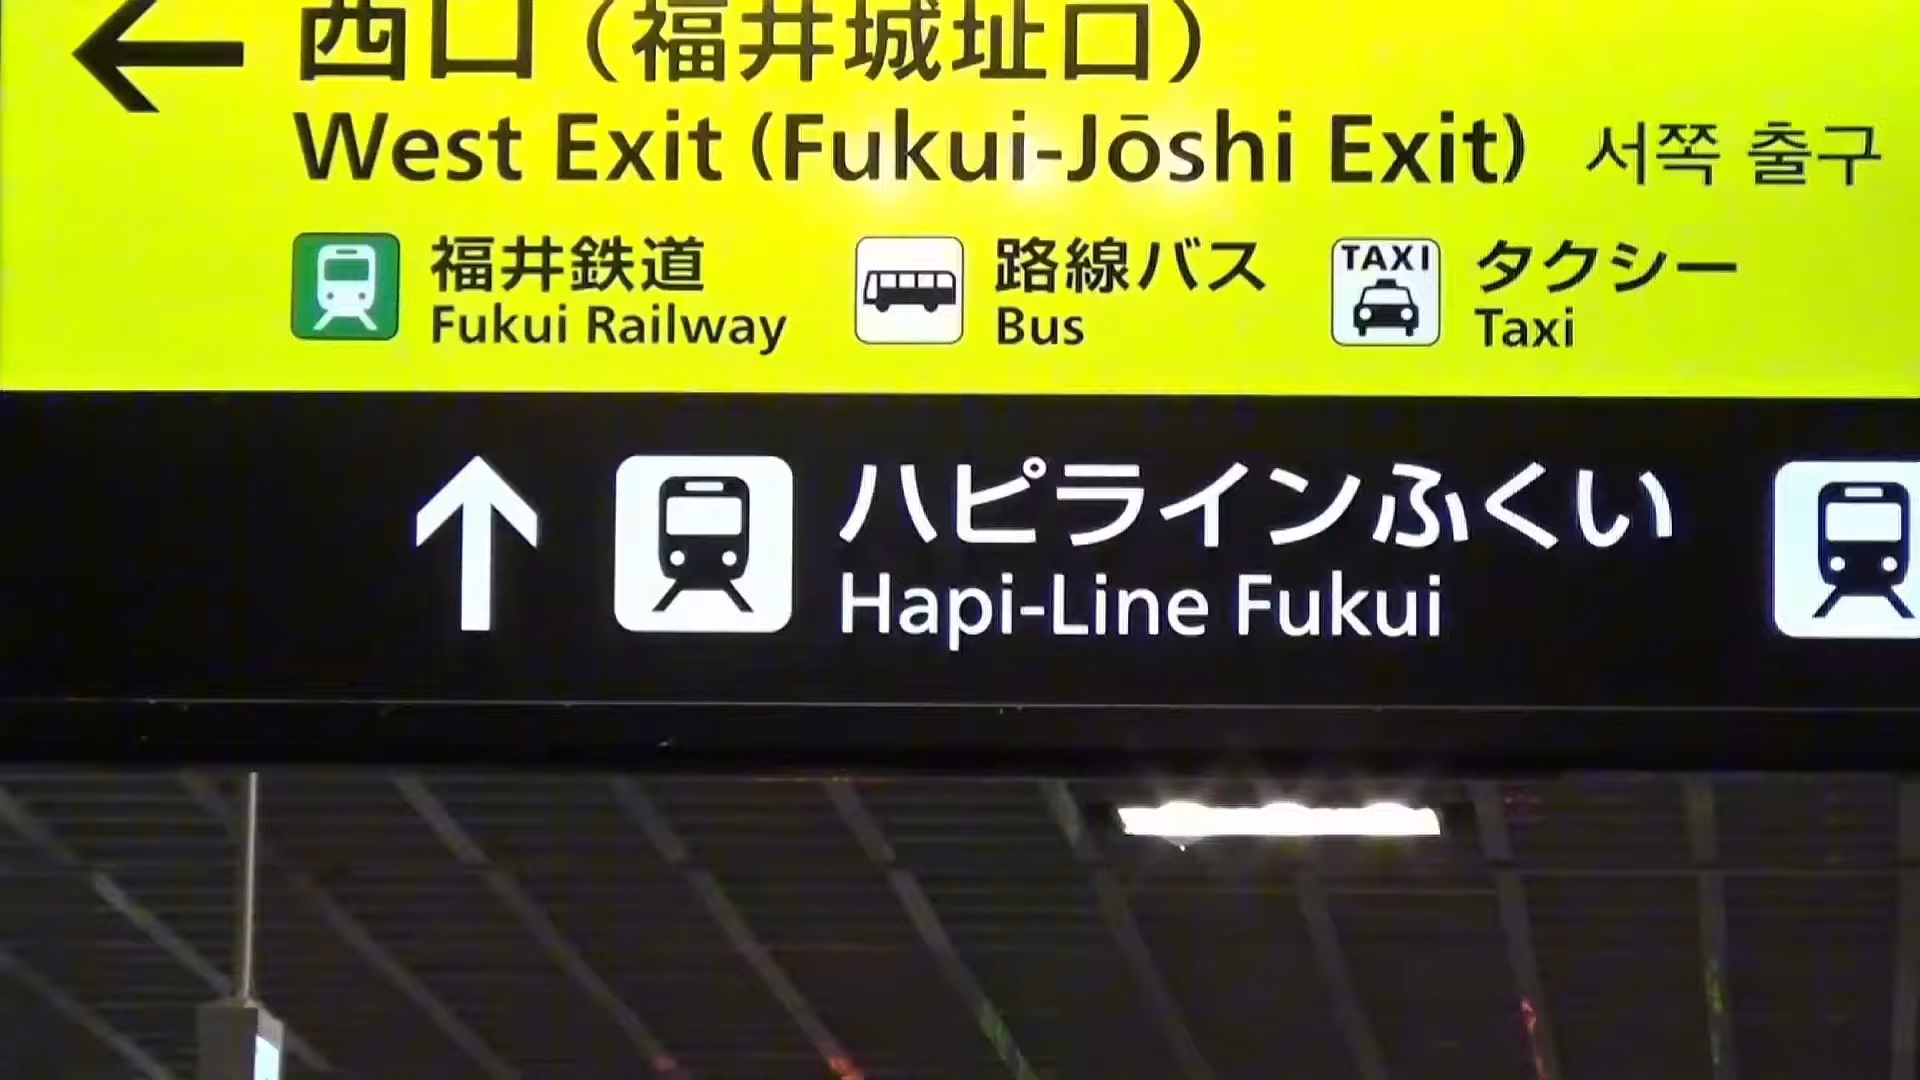 西口（福井城址口）
West Exit (Fukui-Jōshi Exit) 서쪽 출구
福井鉄道 路線バス TAXI タクシー
Fukui Railway Bus Taxi
ハピラインふくい
Hapi-Line Fukui